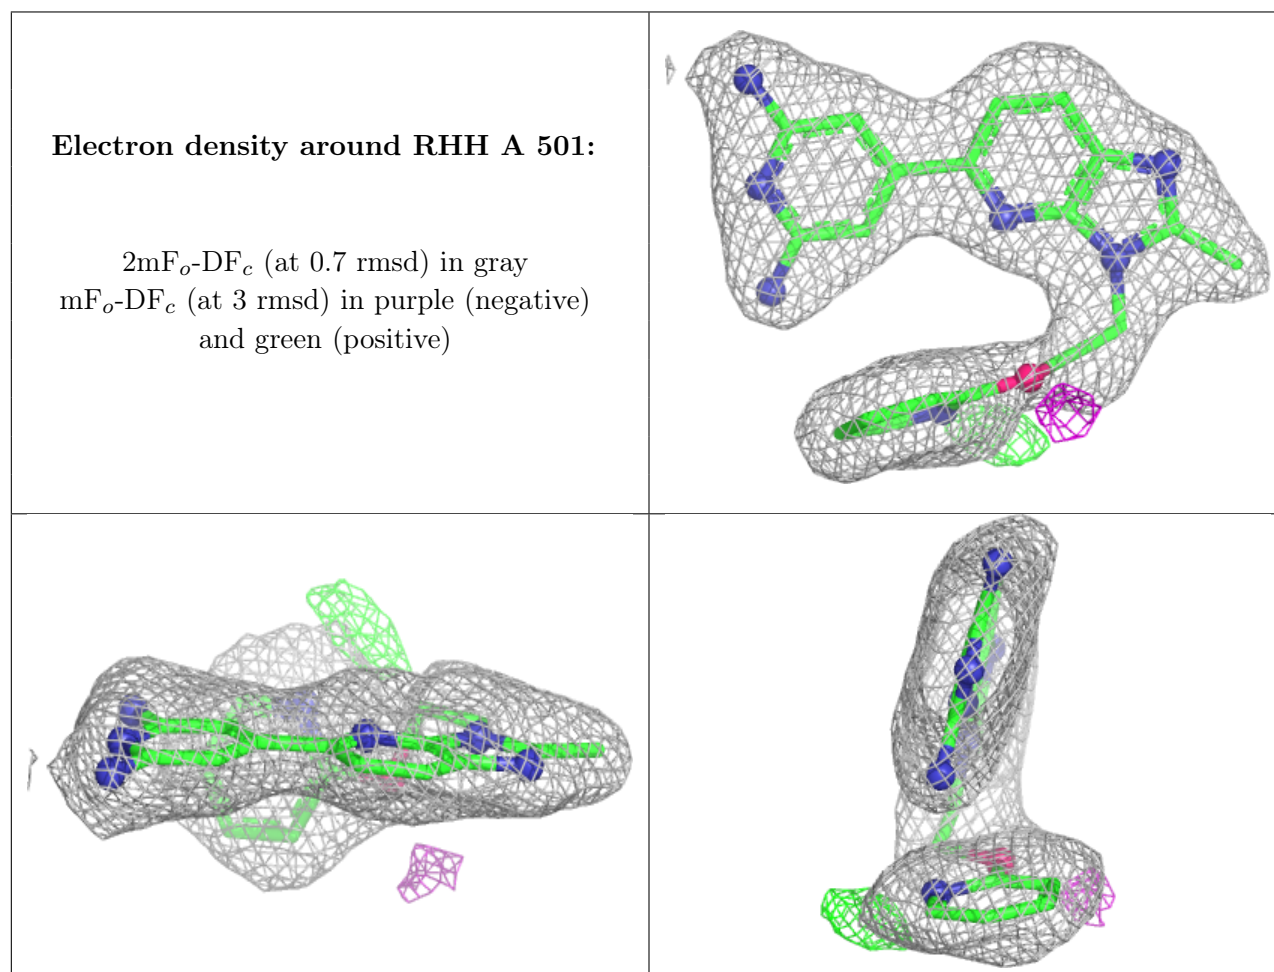 Electron density around RHH A 501:
2mFo-DFc (at 0.7 rmsd) in gray
mFo-DFc (at 3 rmsd) in purple (negative)
and green (positive)